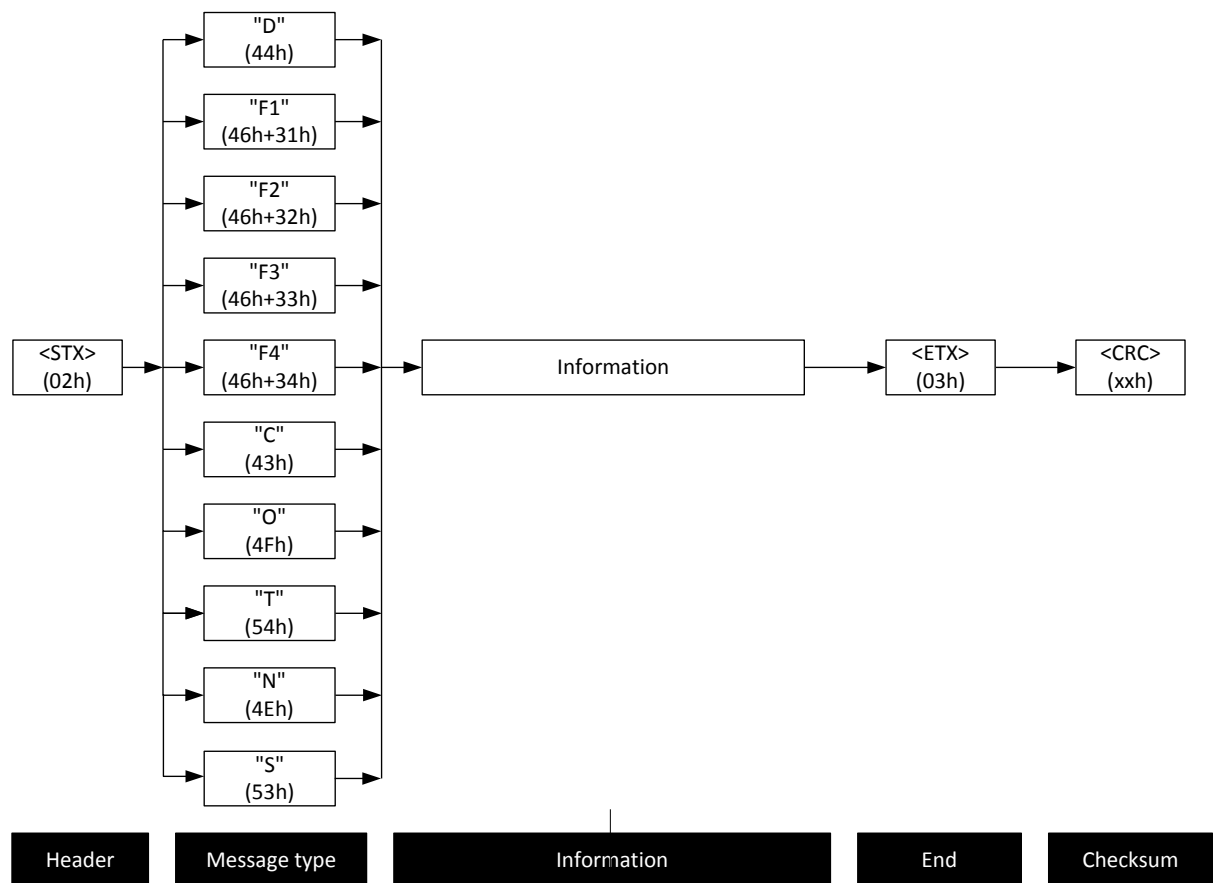 "D"
(44h)
"F1"
(46h+31h)
"F2"
(46h+32h)
"F3"
(46h+33h)
<STX>
(02h)
"F4"
(46h+34h)
Information
<ETX>
(03h)
<CRC>
(xxh)
"C"
(43h)
"O"
(4Fh)
"T"
(54h)
"N"
(4Eh)
"S"
(53h)
Header
Message type
Information
End
Checksum